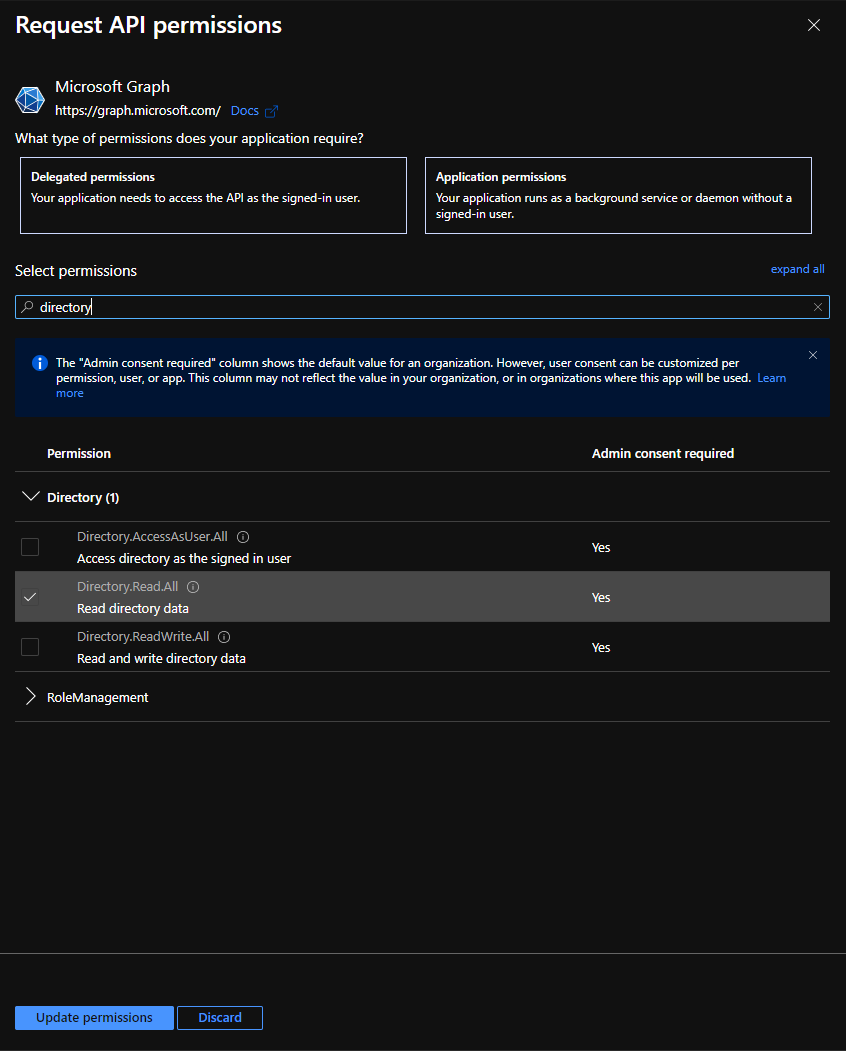 Request API permissions
Microsoft Graph
https://graph.microsoft.com/ Docs
What type of permissions does your application require?
Delegated permissions
Your application needs to access the API as the signed-in user.
Application permissions
Your application runs as a background service or daemon without a
signed-in user.
Select permissions
expand all
directory
The "Admin consent required" column shows the default value for an organization. However, user consent can be customized per
permission, user, or app. This column may not reflect the value in your organization, or in organizations where this app will be used. Learn
more
Permission Admin consent required
Directory (1)
Directory.AccessAsUser.All
Access directory as the signed in user
Yes
Directory.Read.All
Read directory data
Yes
Directory.ReadWrite.All
Read and write directory data
Yes
RoleManagement
Update permissions Discard